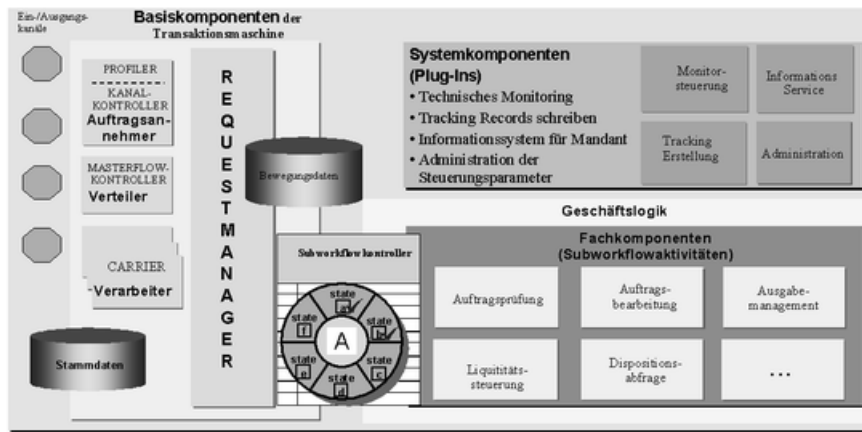 Ein-/Ausgangs-
kanäle
Basiskomponenten der
Transaktionsmaschine
PROFILER
KANAL-
KONTROLLER
Auftragsan-
nehmer
MASTERFLOW-
KONTROLLER
Verteiler
CARRIER
Verarbeiter
Stammdaten
REQUESTMANAGER
Bewegungsdaten
Systemkomponenten
(Plug-Ins)
• Technisches Monitoring
• Tracking Records schreiben
• Informationssystem für Mandant
• Administration der
Steuerungsparameter
Monitor-
steuerung
Informations
Service
Tracking
Erstellung
Administration
Geschäftslogik
Fachkomponenten
(Subworkflowaktivitäten)
Auftragsprüfung
Auftrags-
bearbeitung
Ausgabe-
management
Liquititäts-
steuerung
Dispositions-
abfrage
...
Subworkflowkontroller
state
a
state
b
state
c
state
d
state
e
state
f
A